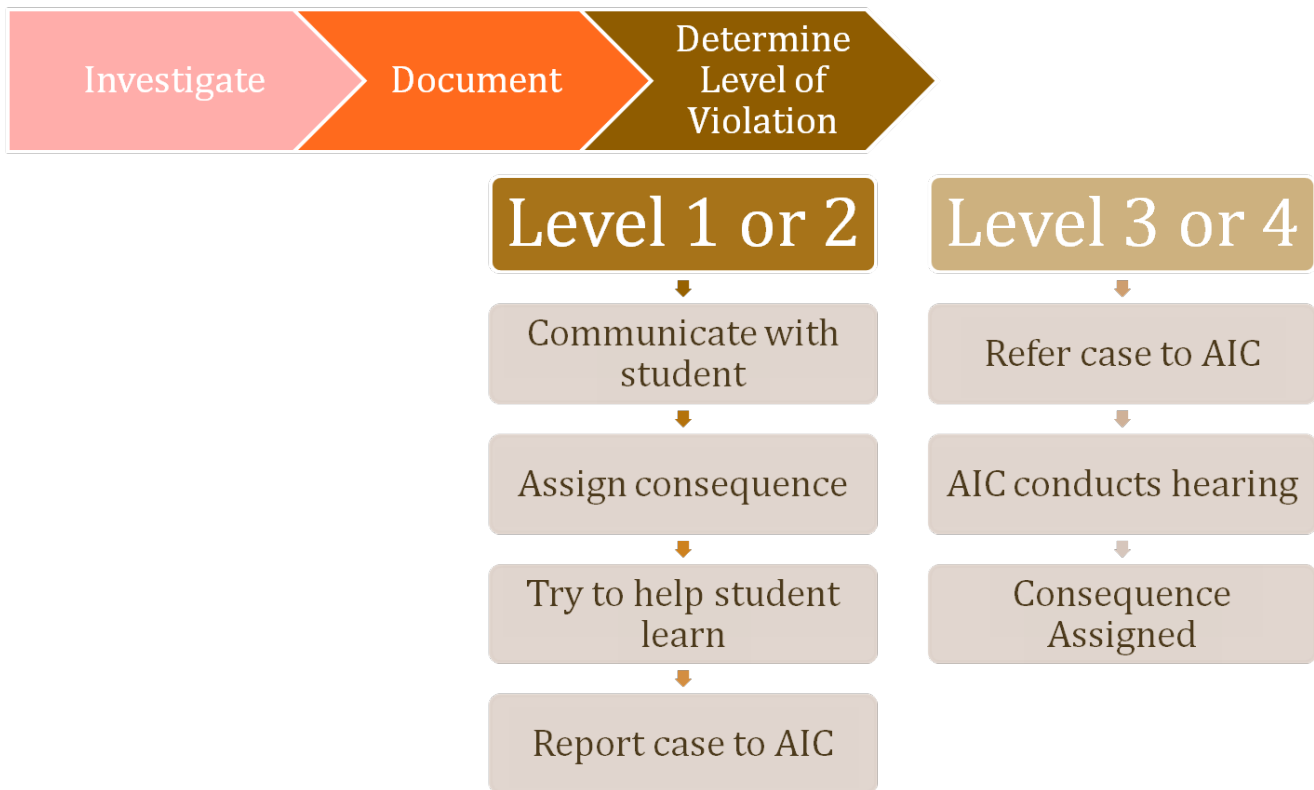 Investigate
Document
Determine
Level of
Violation
Level 1 or 2
Communicate with
student
Assign consequence
Try to help student
learn
Report case to AIC
Level 3 or 4
Refer case to AIC
AIC conducts hearing
Consequence
Assigned